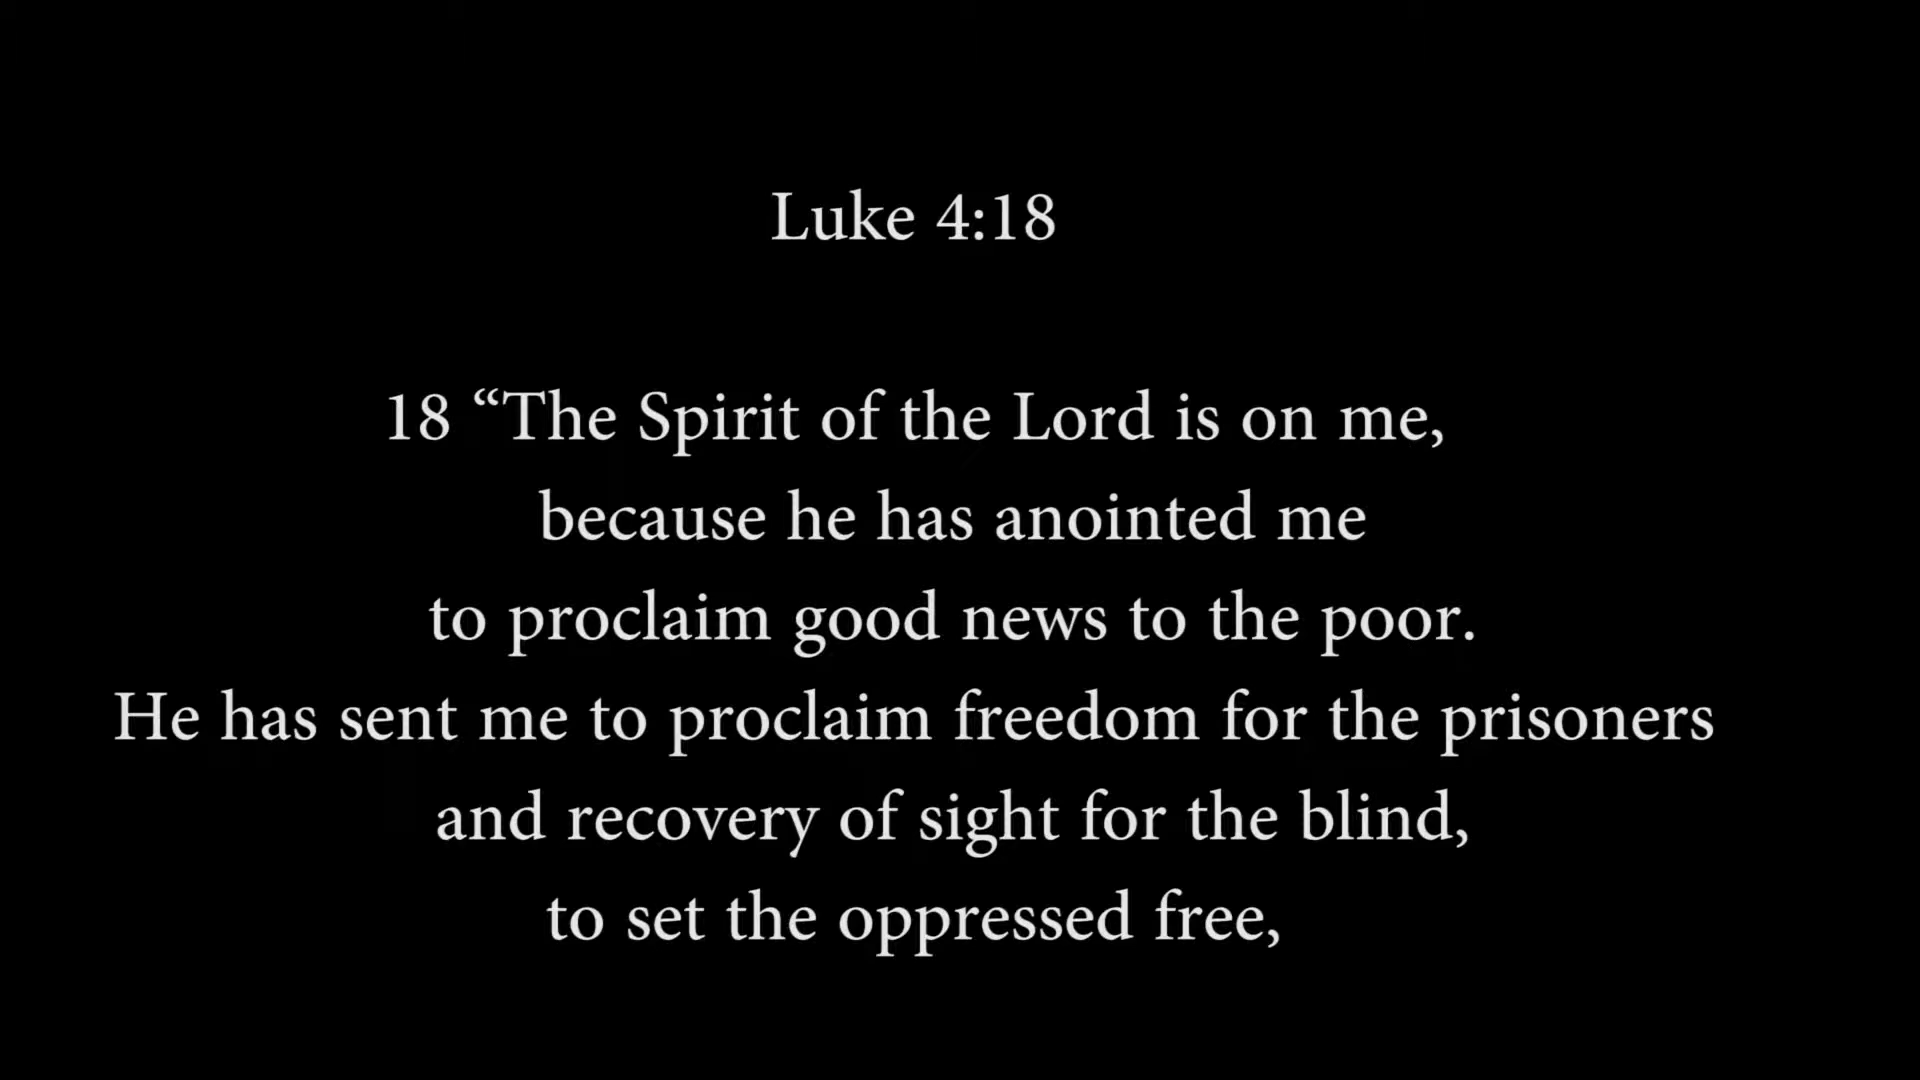 Luke 4:18
18 “The Spirit of the Lord is on me,
because he has anointed me
to proclaim good news to the poor.
He has sent me to proclaim freedom for the prisoners
and recovery of sight for the blind,
to set the oppressed free,